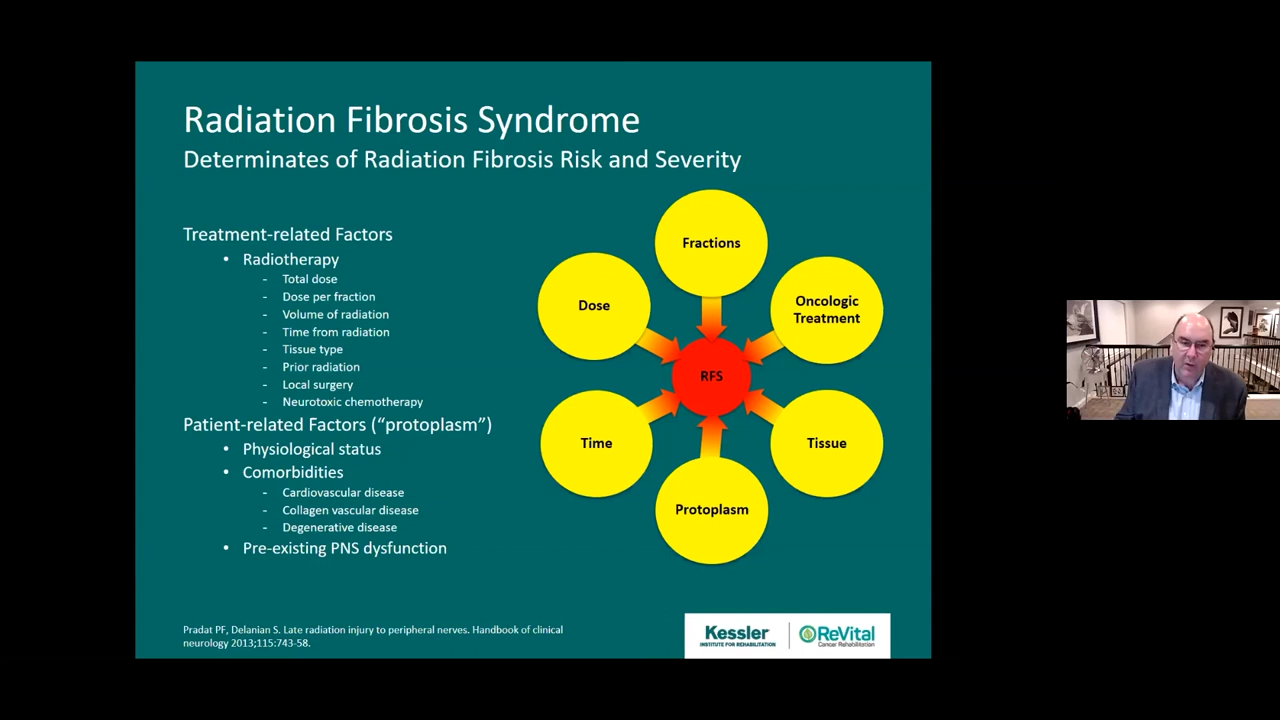 Radiation Fibrosis Syndrome
Determinates of Radiation Fibrosis Risk and Severity
Treatment-related Factors
• Radiotherapy
- Total dose
- Dose per fraction
- Volume of radiation
- Time from radiation
- Tissue type
- Prior radiation
- Local surgery
- Neurotoxic chemotherapy
Patient-related Factors (“protoplasm”)
• Physiological status
• Comorbidities
- Cardiovascular disease
- Collagen vascular disease
- Degenerative disease
• Pre-existing PNS dysfunction
Fractions
Dose
Oncologic
Treatment
RFS
Time
Tissue
Protoplasm
Pradat PF, Delanian S. Late radiation injury to peripheral nerves. Handbook of clinical
neurology 2013;115:743-58.
Kessler
INSTITUTE FOR REHABILITATION
ReVital
Cancer Rehabilitation